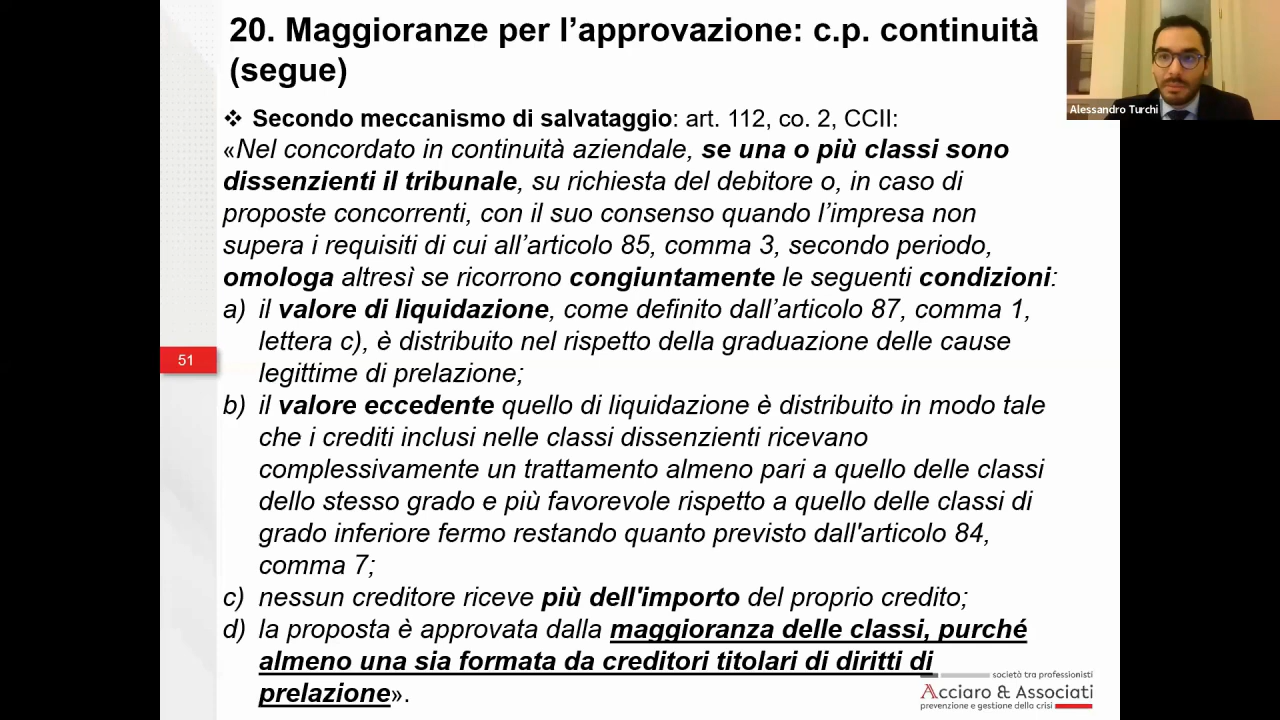 20. Maggioranze per l’approvazione: c.p. continuità
(segue)
Alessandro Turchi
❖ Secondo meccanismo di salvataggio: art. 112, co. 2, CCII:
«Nel concordato in continuità aziendale, se una o più classi sono
dissenzienti il tribunale, su richiesta del debitore o, in caso di
proposte concorrenti, con il suo consenso quando l’impresa non
supera i requisiti di cui all’articolo 85, comma 3, secondo periodo,
omologa altresì se ricorrono congiuntamente le seguenti condizioni:
a) il valore di liquidazione, come definito dall’articolo 87, comma 1,
lettera c), è distribuito nel rispetto della graduazione delle cause
legittime di prelazione;
51
b) il valore eccedente quello di liquidazione è distribuito in modo tale
che i crediti inclusi nelle classi dissenzienti ricevano
complessivamente un trattamento almeno pari a quello delle classi
dello stesso grado e più favorevole rispetto a quello delle classi di
grado inferiore fermo restando quanto previsto dall'articolo 84,
comma 7;
c) nessun creditore riceve più dell'importo del proprio credito;
d) la proposta è approvata dalla maggioranza delle classi, purché
almeno una sia formata da creditori titolari di diritti di
prelazione».
società tra professionisti
Acciaro & Associati
prevenzione e gestione della crisi